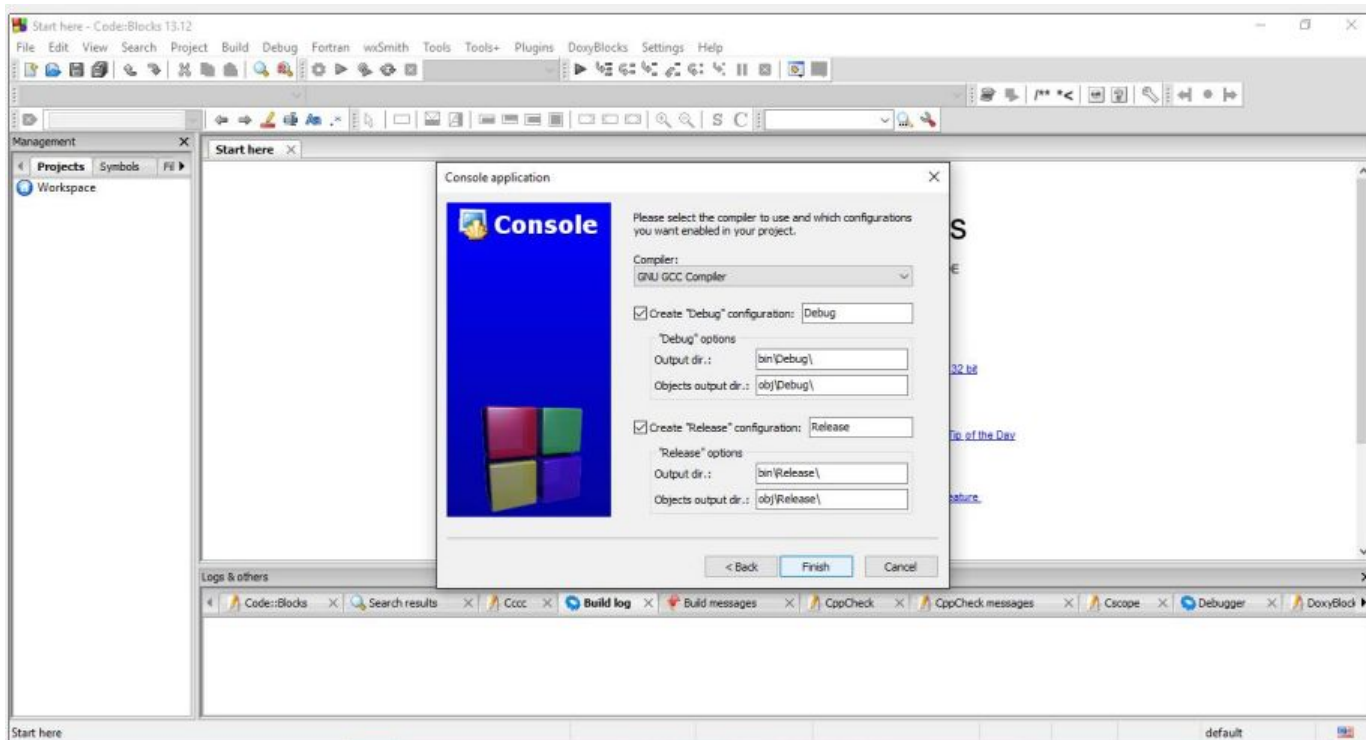 Start here - Code::Blocks 13.12
File Edit View Search Project Build Debug Fortran wxSmith Tools Tools+ Plugins DoxyBlocks Settings Help
/** *<
S C
Management
Projects Symbols Fil
Workspace
Start here
Console application
Console
Please select the compiler to use and which configurations
you want enabled in your project.
Compiler:
GNU GCC Compiler
Create "Debug" configuration: Debug
"Debug" options
Output dir.: bin\Debug\
Objects output dir.: obj\Debug\
Create "Release" configuration: Release
"Release" options
Output dir.: bin\Release\
Objects output dir.: obj\Release\
< Back Finish Cancel
s
E
32 bit
Tip of the Day
eature
Logs & others
Code::Blocks Search results Cccc Build log Build messages CppCheck CppCheck messages Cscope Debugger DoxyBlock
Start here default